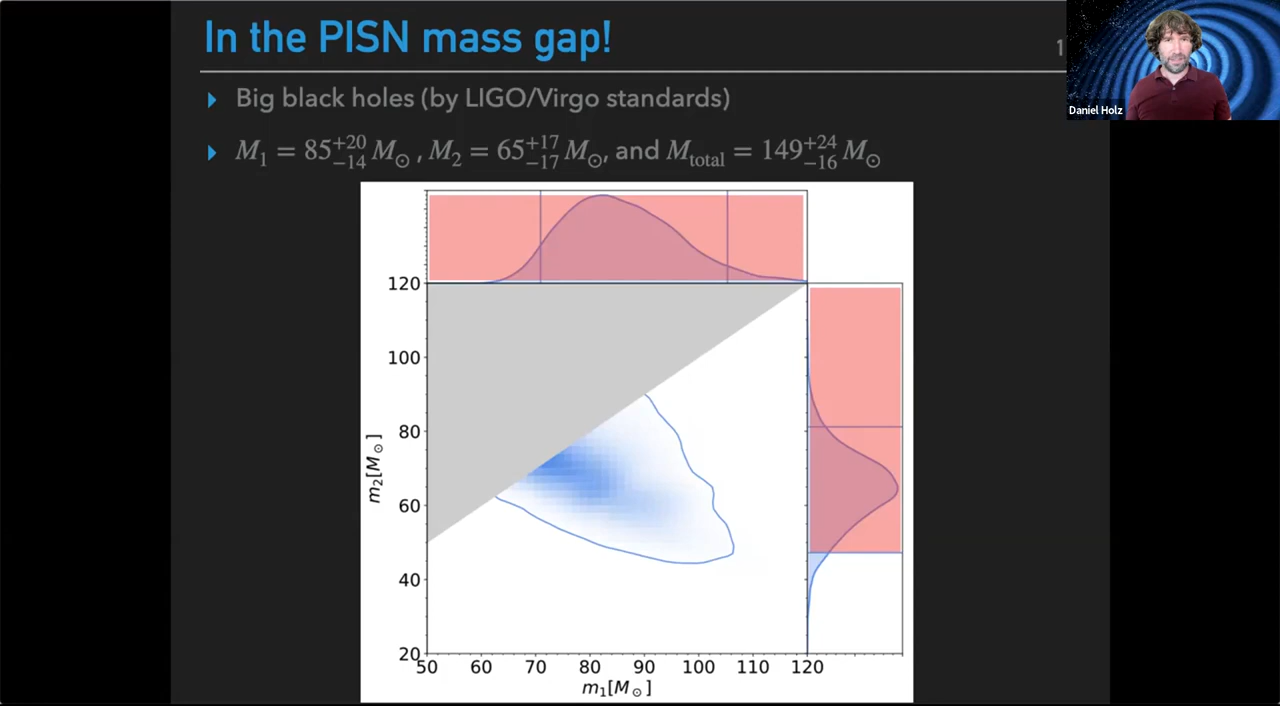 In the PISN mass gap!
1
Daniel Holz
Big black holes (by LIGO/Virgo standards)
M₁ = 85⁺²⁰₋₁₄ M⊙, M₂ = 65⁺¹⁷₋₁₇ M⊙, and Mtotal = 149⁺²⁴₋₁₆ M⊙
120
100
80
60
40
20
m₂[M⊙]
50 60 70 80 90 100 110 120
m₁[M⊙]